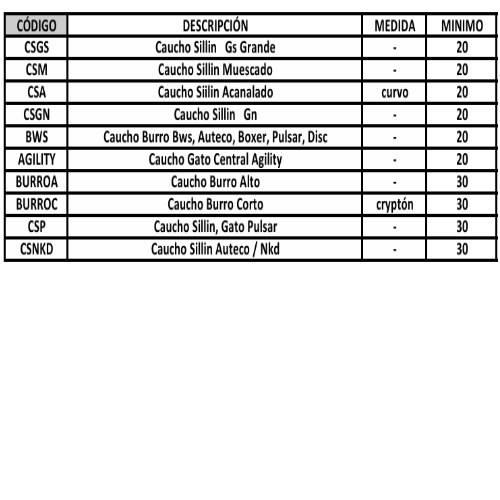 CÓDIGO DESCRIPCIÓN MEDIDA MINIMO
CSGS Caucho Sillin Gs Grande - 20
CSM Caucho Sillin Muescado - 20
CSA Caucho Siilin Acanalado curvo 20
CSGN Caucho Sillin Gn - 20
BWS Caucho Burro Bws, Auteco, Boxer, Pulsar, Disc - 20
AGILITY Caucho Gato Central Agility - 20
BURROA Caucho Burro Alto - 30
BURROC Caucho Burro Corto cryptón 30
CSP Caucho Sillin, Gato Pulsar - 30
CSNKD Caucho Sillin Auteco / Nkd - 30